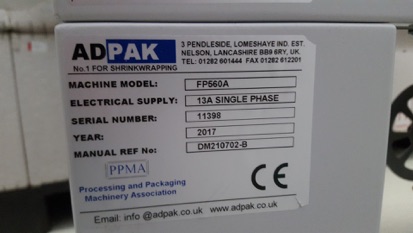 ADPAK
No.1 FOR SHRINKWRAPPING
3 PENDLESIDE, LOMESHAYE IND. EST.
NELSON, LANCASHIRE BB9 6RY, UK.
TEL: 01282 601444 FAX 01282 612201
MACHINE MODEL: FP560A
ELECTRICAL SUPPLY: 13A SINGLE PHASE
SERIAL NUMBER: 11398
YEAR: 2017
MANUAL REF No: DM210702-B
PPMA
Processing and Packaging
Machinery Association
CE
Email: info @adpak.co.uk www.adpak.co.uk